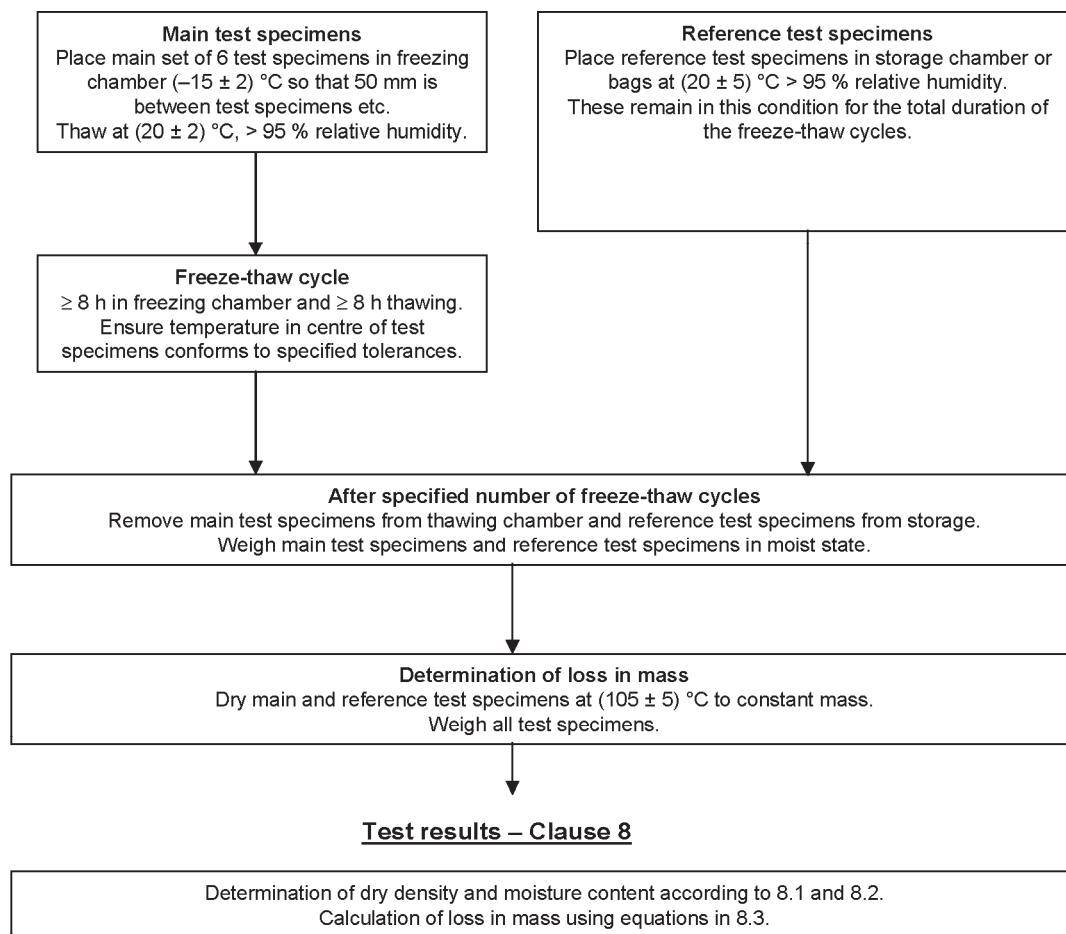 Main test specimens
Place main set of 6 test specimens in freezing
chamber (–15 ± 2) °C so that 50 mm is
between test specimens etc.
Thaw at (20 ± 2) °C, > 95 % relative humidity.
Reference test specimens
Place reference test specimens in storage chamber or
bags at (20 ± 5) °C > 95 % relative humidity.
These remain in this condition for the total duration of
the freeze-thaw cycles.
Freeze-thaw cycle
≥ 8 h in freezing chamber and ≥ 8 h thawing.
Ensure temperature in centre of test
specimens conforms to specified tolerances.
After specified number of freeze-thaw cycles
Remove main test specimens from thawing chamber and reference test specimens from storage.
Weigh main test specimens and reference test specimens in moist state.
Determination of loss in mass
Dry main and reference test specimens at (105 ± 5) °C to constant mass.
Weigh all test specimens.
Test results – Clause 8
Determination of dry density and moisture content according to 8.1 and 8.2.
Calculation of loss in mass using equations in 8.3.